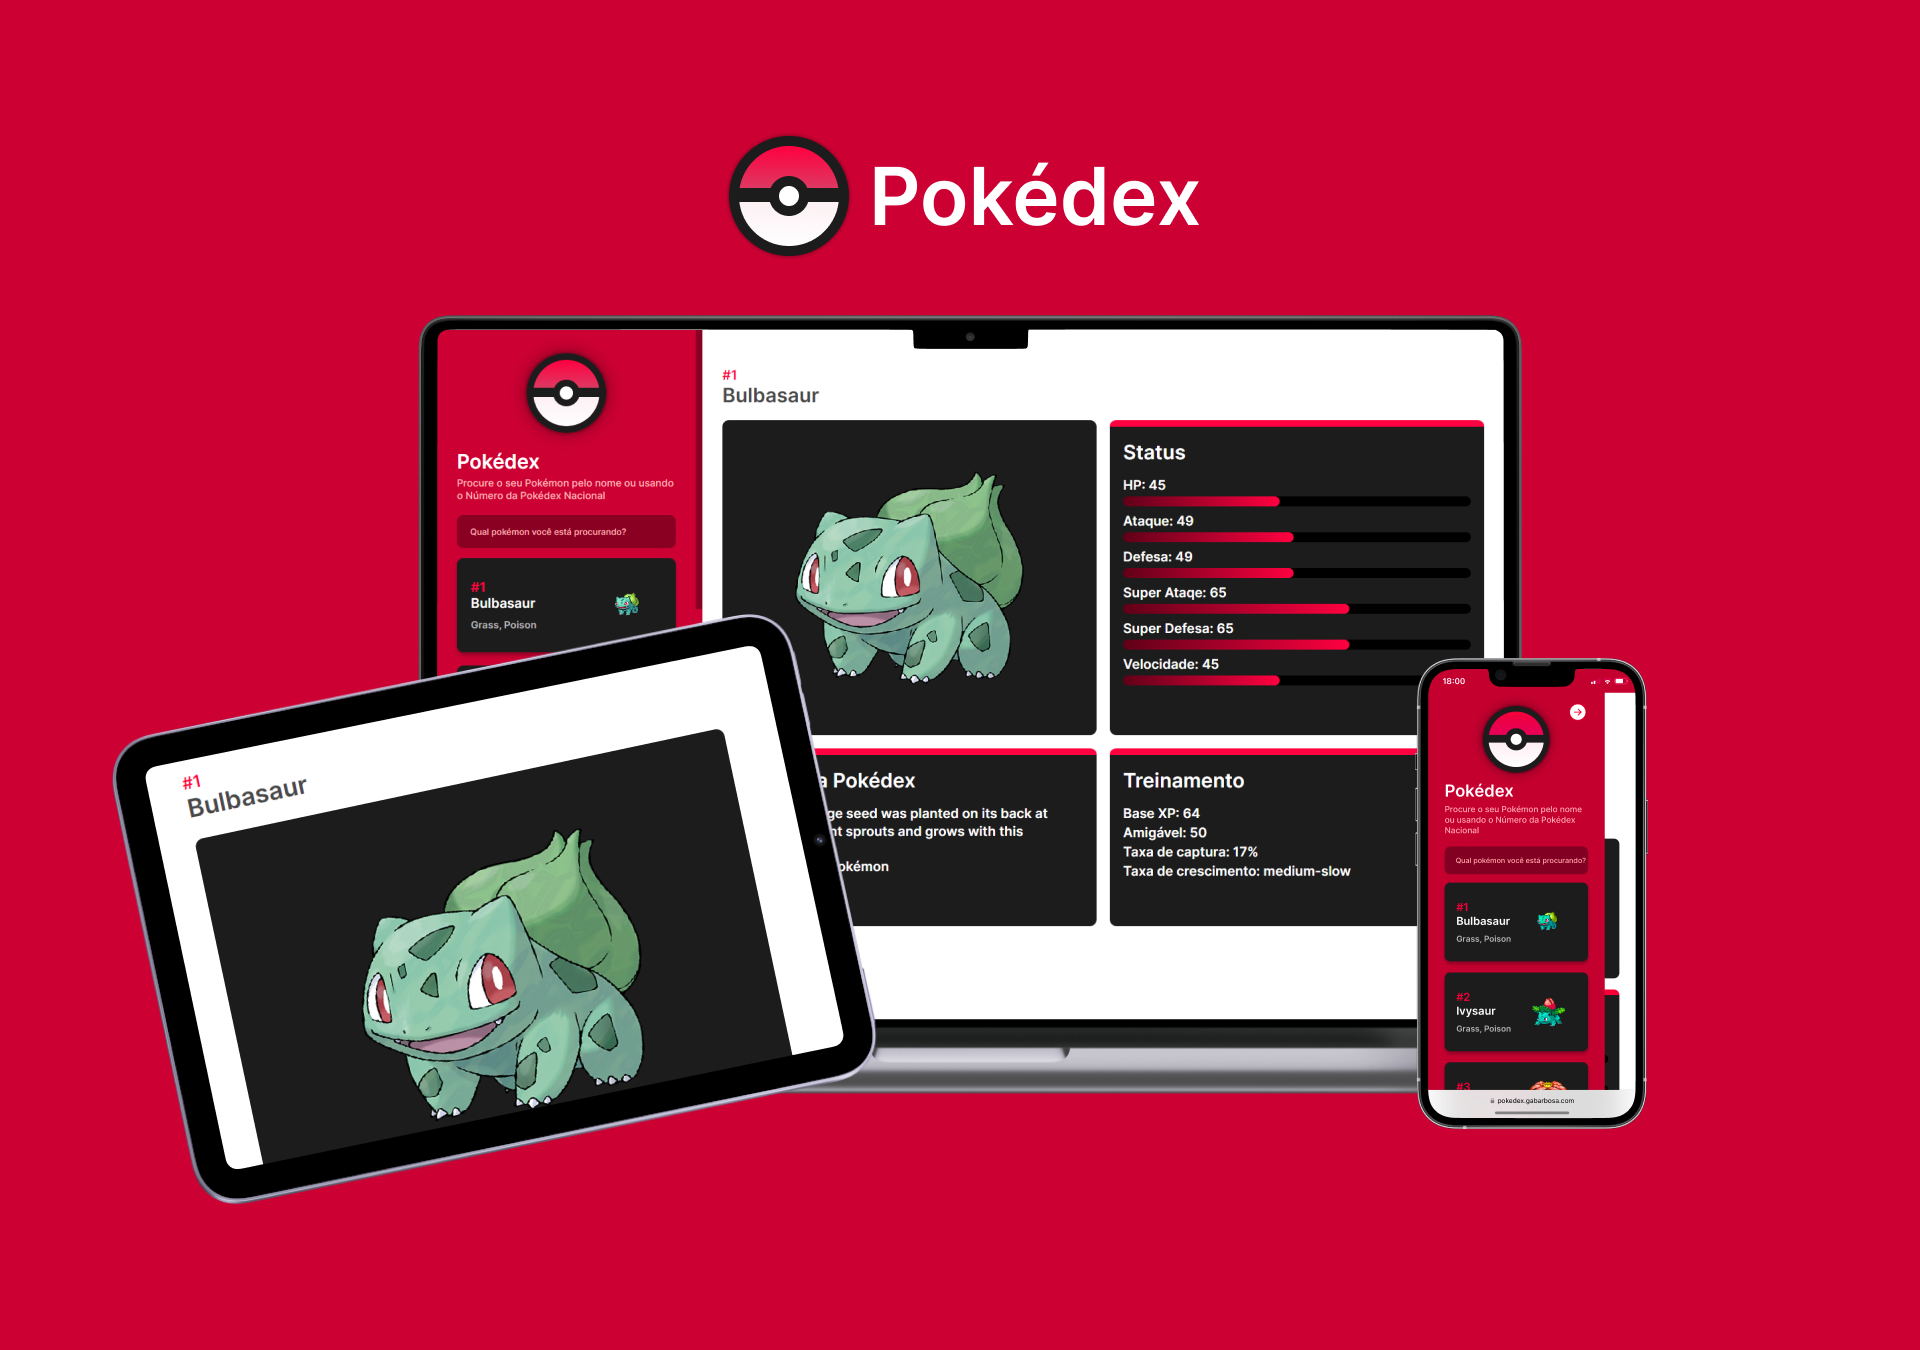 Pokédex
Pokédex
Procure o seu Pokémon pelo nome ou usando
o Número da Pokédex Nacional
Qual pokémon você está procurando?
#1
Bulbasaur
Grass, Poison
#1
Bulbasaur
Status
HP: 45
Ataque: 49
Defesa: 49
Super Ataqe: 65
Super Defesa: 65
Velocidade: 45
a Pokédex
ge seed was planted on its back at
nt sprouts and grows with this
okémon
Treinamento
Base XP: 64
Amigável: 50
Taxa de captura: 17%
Taxa de crescimento: medium-slow
#1
Bulbasaur
18:00
Pokédex
Procure o seu Pokémon pelo nome
ou usando o Número da Pokédex
Nacional
Qual pokémon você está procurando?
#1
Bulbasaur
Grass, Poison
#2
Ivysaur
Grass, Poison
#3
pokedex.gabarbosa.com